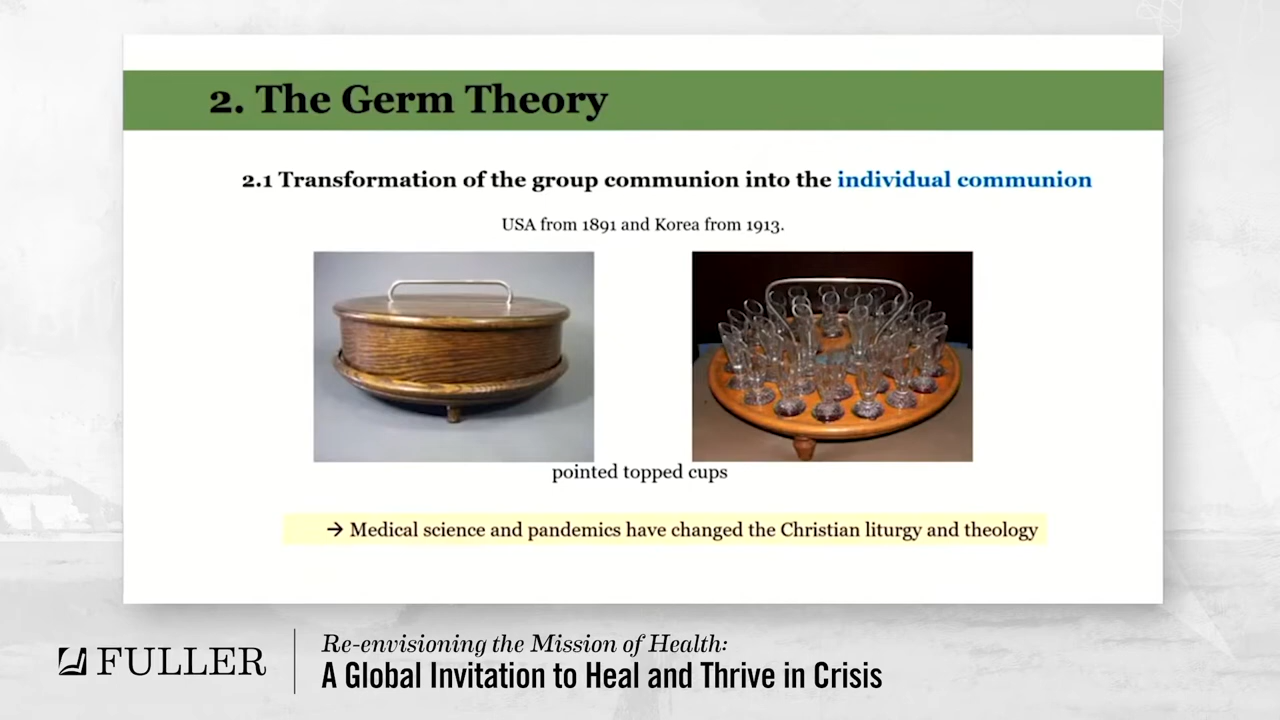 2. The Germ Theory
2.1 Transformation of the group communion into the individual communion
USA from 1891 and Korea from 1913.
pointed topped cups
→ Medical science and pandemics have changed the Christian liturgy and theology
FULLER
Re-envisioning the Mission of Health:
A Global Invitation to Heal and Thrive in Crisis